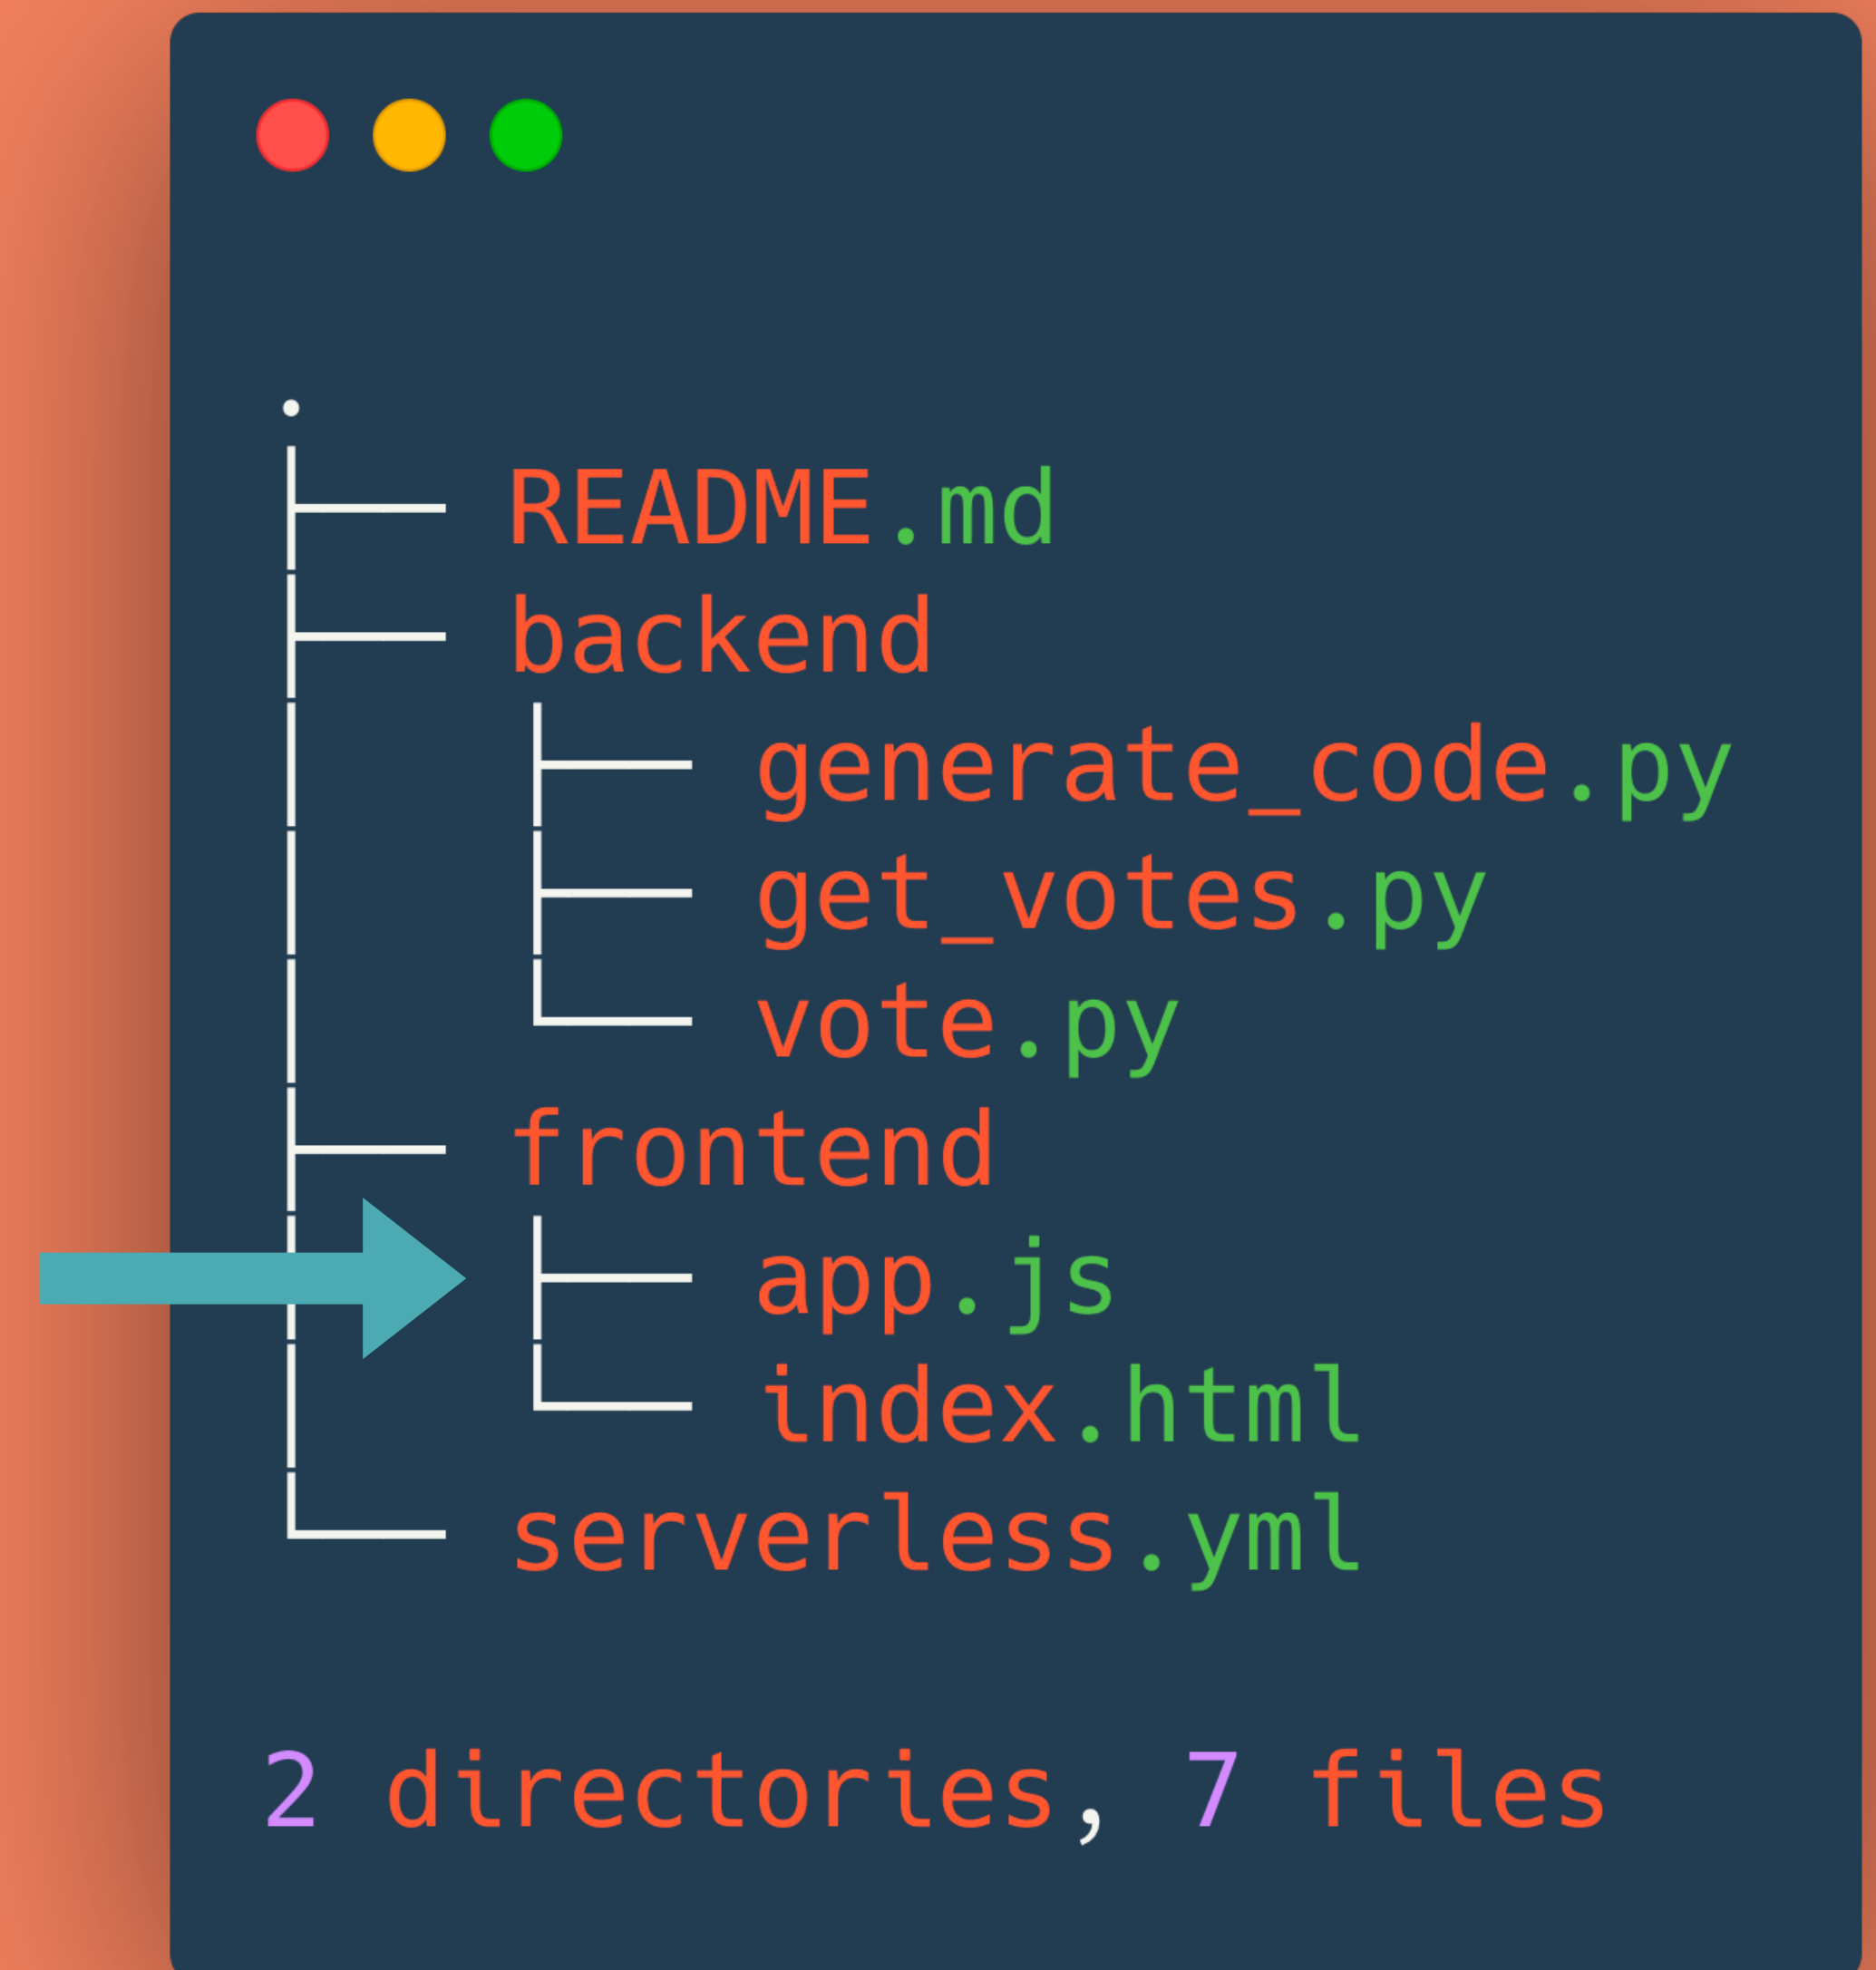 .
├── README.md
├── backend
│   ├── generate_code.py
│   ├── get_votes.py
│   └── vote.py
├── frontend
│   ├── app.js
│   └── index.html
└── serverless.yml
2 directories, 7 files